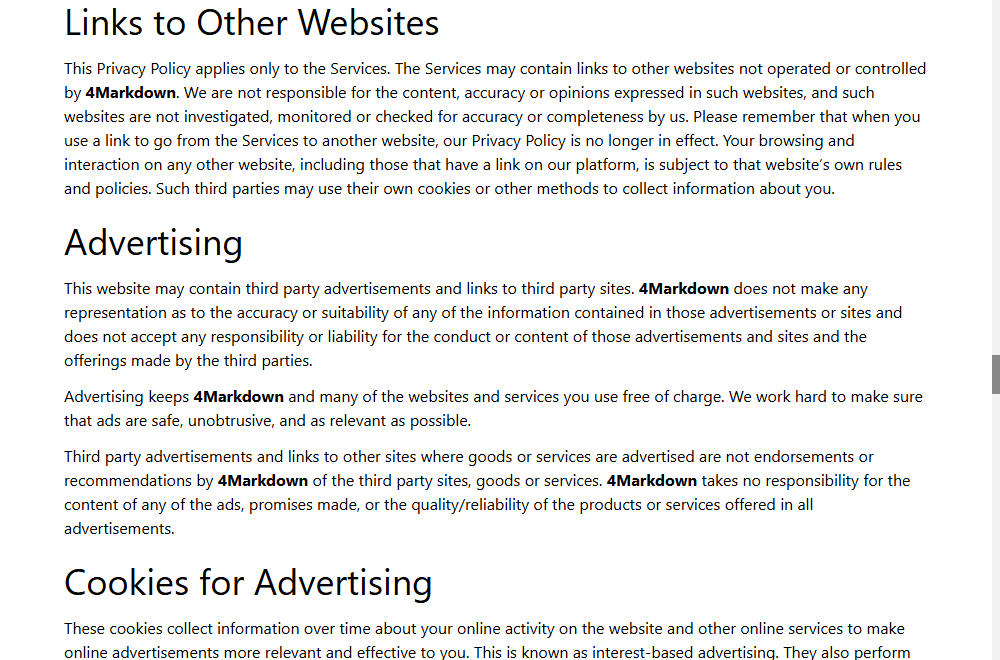 Links to Other Websites
This Privacy Policy applies only to the Services. The Services may contain links to other websites not operated or controlled
by 4Markdown. We are not responsible for the content, accuracy or opinions expressed in such websites, and such
websites are not investigated, monitored or checked for accuracy or completeness by us. Please remember that when you
use a link to go from the Services to another website, our Privacy Policy is no longer in effect. Your browsing and
interaction on any other website, including those that have a link on our platform, is subject to that website’s own rules
and policies. Such third parties may use their own cookies or other methods to collect information about you.
Advertising
This website may contain third party advertisements and links to third party sites. 4Markdown does not make any
representation as to the accuracy or suitability of any of the information contained in those advertisements or sites and
does not accept any responsibility or liability for the conduct or content of those advertisements and sites and the
offerings made by the third parties.
Advertising keeps 4Markdown and many of the websites and services you use free of charge. We work hard to make sure
that ads are safe, unobtrusive, and as relevant as possible.
Third party advertisements and links to other sites where goods or services are advertised are not endorsements or
recommendations by 4Markdown of the third party sites, goods or services. 4Markdown takes no responsibility for the
content of any of the ads, promises made, or the quality/reliability of the products or services offered in all
advertisements.
Cookies for Advertising
These cookies collect information over time about your online activity on the website and other online services to make
online advertisements more relevant and effective to you. This is known as interest-based advertising. They also perform